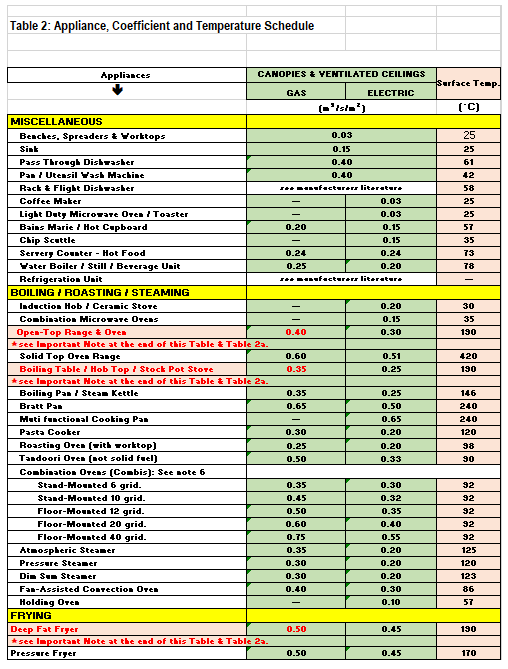 Table 2: Appliance, Coefficient and Temperature Schedule
Appliances CANOPIES & VENTILATED CEILINGS Surface Temp.
GAS ELECTRIC
(m³/s/m²) (°C)
MISCELLANEOUS
Benches, Spreaders & Worktops 0.03 25
Sink 0.15 25
Pass Through Dishwasher 0.40 61
Pan / Utensil Wash Machine 0.40 42
Rack & Flight Dishwasher see manufacturers literature 58
Coffee Maker — 0.03 25
Light Duty Microwave Oven / Toaster — 0.03 25
Bains Marie / Hot Cupboard 0.20 0.15 57
Chip Scuttle — 0.15 35
Servery Counter - Hot Food 0.24 0.24 73
Water Boiler / Still / Beverage Unit 0.25 0.20 78
Refrigeration Unit see manufacturers literature —
BOILING / ROASTING / STEAMING
Induction Hob / Ceramic Stove — 0.20 30
Combination Microwave Ovens — 0.15 35
Open-Top Range & Oven 0.40 0.30 190
*see Important Note at the end of this Table & Table 2a.
Solid Top Oven Range 0.60 0.51 420
Boiling Table / Hob Top / Stock Pot Stove 0.35 0.25 190
*see Important Note at the end of this Table & Table 2a.
Boiling Pan / Steam Kettle 0.35 0.25 146
Bratt Pan 0.65 0.50 240
Muti functional Cooking Pan — 0.65 240
Pasta Cooker 0.30 0.20 120
Roasting Oven (with worktop) 0.25 0.20 98
Tandoori Oven (not solid fuel) 0.50 0.33 90
Combination Ovens (Combis): See note 6
Stand-Mounted 6 grid. 0.35 0.30 92
Stand-Mounted 10 grid. 0.45 0.32 92
Floor-Mounted 12 grid. 0.50 0.35 92
Floor-Mounted 20 grid. 0.60 0.40 92
Floor-Mounted 40 grid. 0.75 0.55 92
Atmospheric Steamer 0.35 0.20 125
Pressure Steamer 0.30 0.20 120
Dim Sum Steamer 0.30 0.20 123
Fan-Assisted Convection Oven 0.40 0.30 86
Holding Oven — 0.10 57
FRYING
Deep Fat Fryer 0.50 0.45 190
*see Important Note at the end of this Table & Table 2a.
Pressure Fryer 0.50 0.45 170